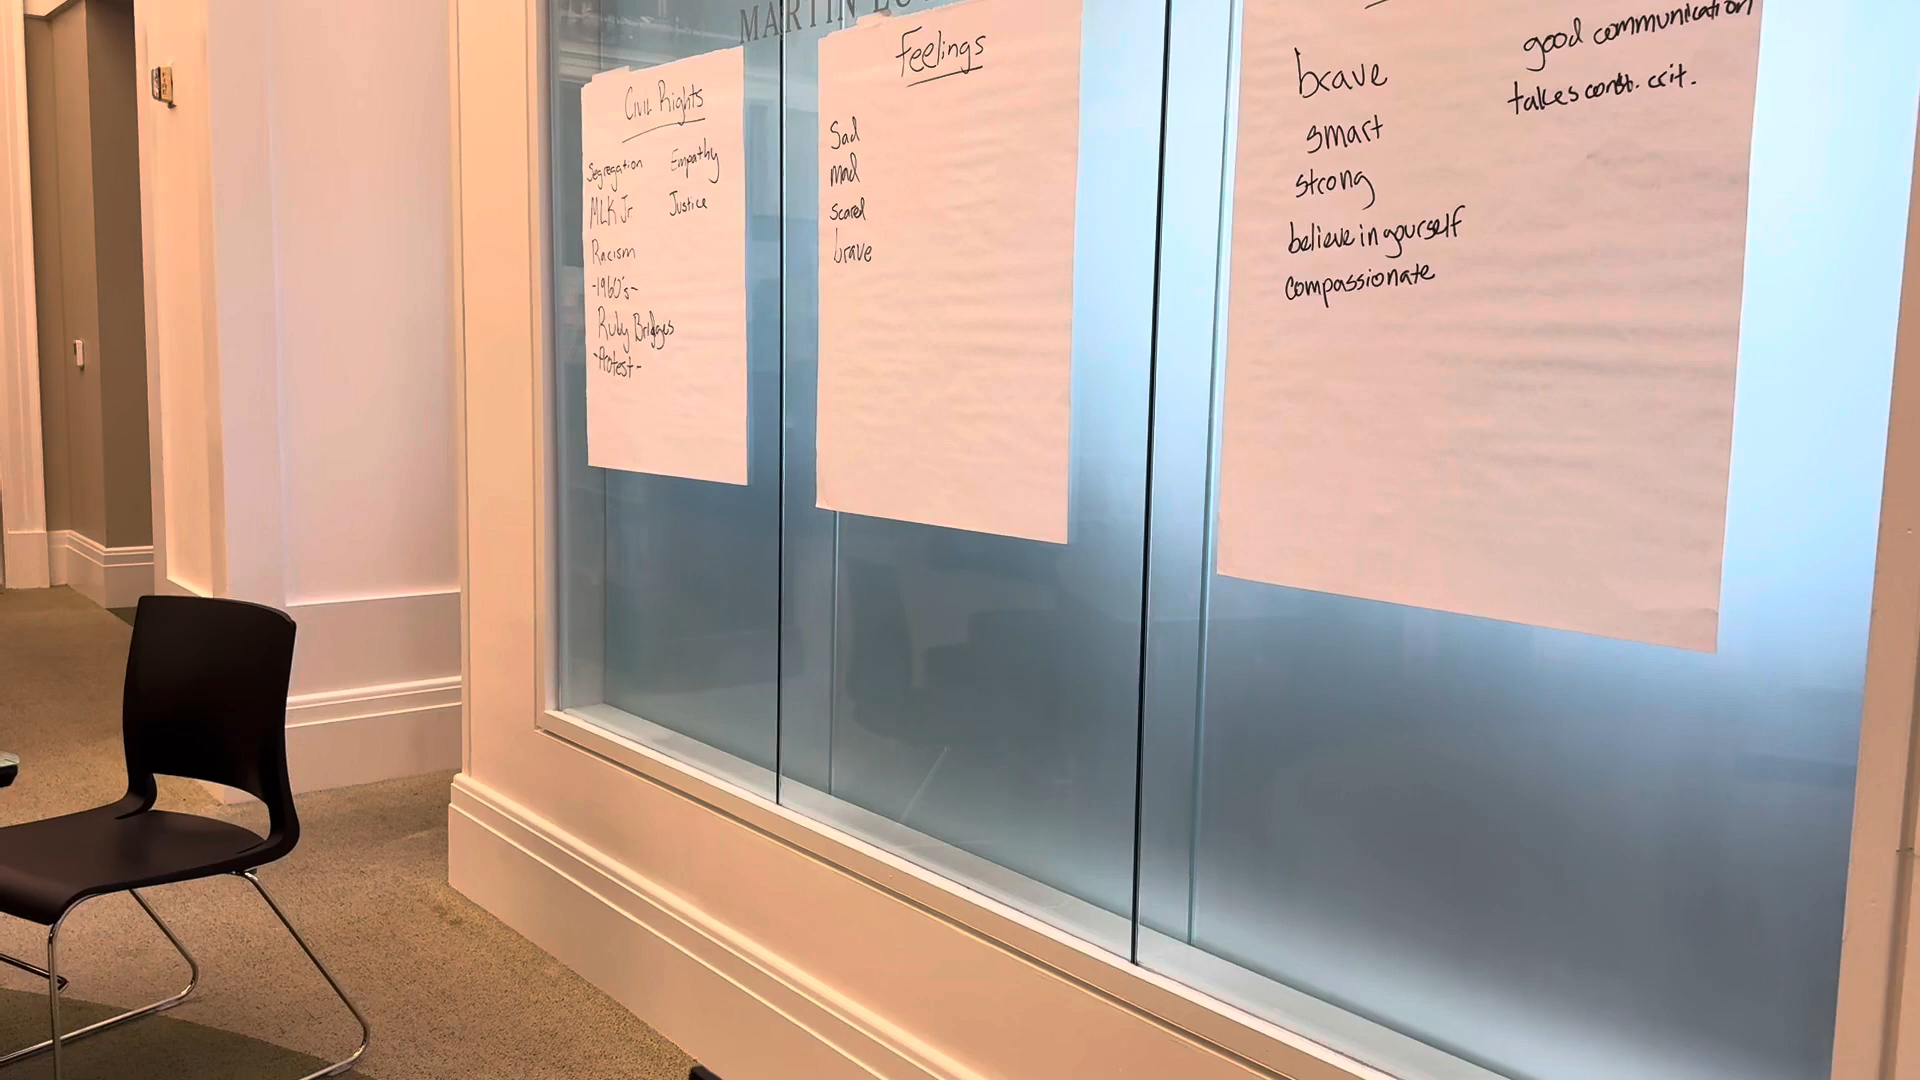 MARTIN
Civil Rights
Segregation
MLK Jr
Racism
-1960's-
Ruby Bridges
-Protest-
Empathy
Justice
Feelings
Sad
mad
scared
brave
brave
smart
strong
believe in yourself
compassionate
good communication
takes const. crit.